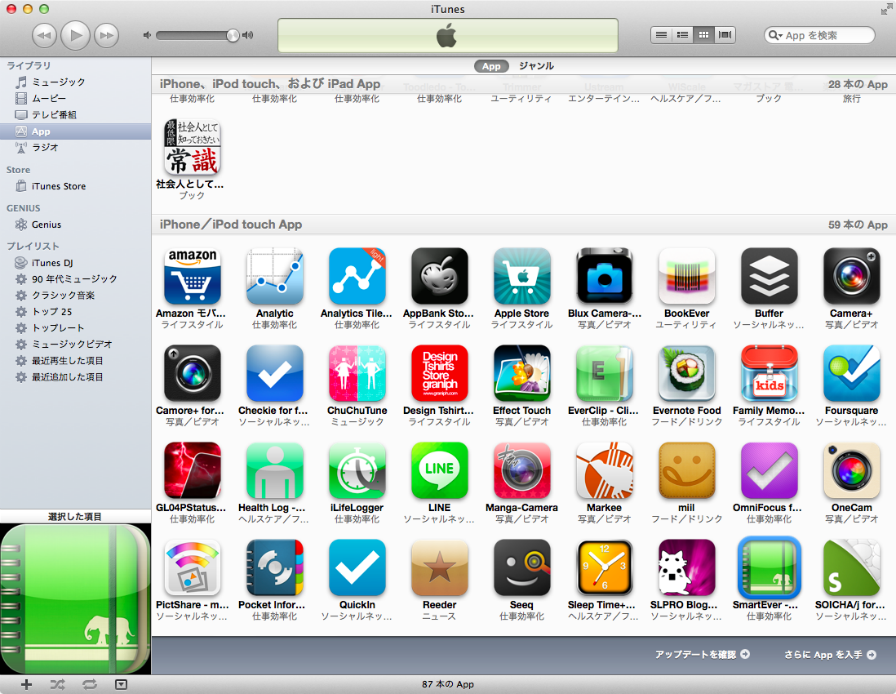 iTunes
App を検索
ライブラリ
ミュージック
ムービー
テレビ番組
App
ラジオ
Store
iTunes Store
GENIUS
Genius
プレイリスト
iTunes DJ
90 年代ミュージック
クラシック音楽
トップ 25
トップレート
ミュージックビデオ
最近再生した項目
最近追加した項目
選択した項目
App ジャンル
iPhone、iPod touch、および iPad App 28 本の App
仕事効率化 仕事効率化 仕事効率化 仕事効率化 ユーティリティ エンターテイン... ヘルスケア／フ... ブック 旅行
最低限
社会人として
知っておきたい
常識
社会人として...
ブック
iPhone／iPod touch App 59 本の App
amazon
light
Amazon モバ... Analytic Analytics Tile... AppBank Sto... Apple Store Blux Camera-... BookEver Buffer Camera+
ライフスタイル 仕事効率化 仕事効率化 ライフスタイル ライフスタイル 写真／ビデオ ユーティリティ ソーシャルネッ... 写真／ビデオ
Design
Tshirts
Store
graniph
www.graniph.com
E
kids
Camore+ for... Checkie for f... ChuChuTune Design Tshirt... Effect Touch EverClip - Cli... Evernote Food Family Memo... Foursquare
写真／ビデオ ソーシャルネッ... ミュージック ライフスタイル 写真／ビデオ 仕事効率化 フード／ドリンク ライフスタイル ソーシャルネッ...
LINE
GL04PStatus... Health Log -... iLifeLogger LINE Manga-Camera Markee miil OmniFocus f... OneCam
仕事効率化 ヘルスケア／フ... 仕事効率化 ソーシャルネッ... 写真／ビデオ 写真／ビデオ フード／ドリンク 仕事効率化 写真／ビデオ
12
3
6
9
S
PictShare - m... Pocket Infor... QuickIn Reeder Seeq Sleep Time+... SLPRO Blog... SmartEver -... SOICHA/j for...
ソーシャルネッ... 仕事効率化 ソーシャルネッ... ニュース 仕事効率化 ヘルスケア／フ... ソーシャルネッ... 仕事効率化 ソーシャルネッ...
アップデートを確認 さらに App を入手
87 本の App